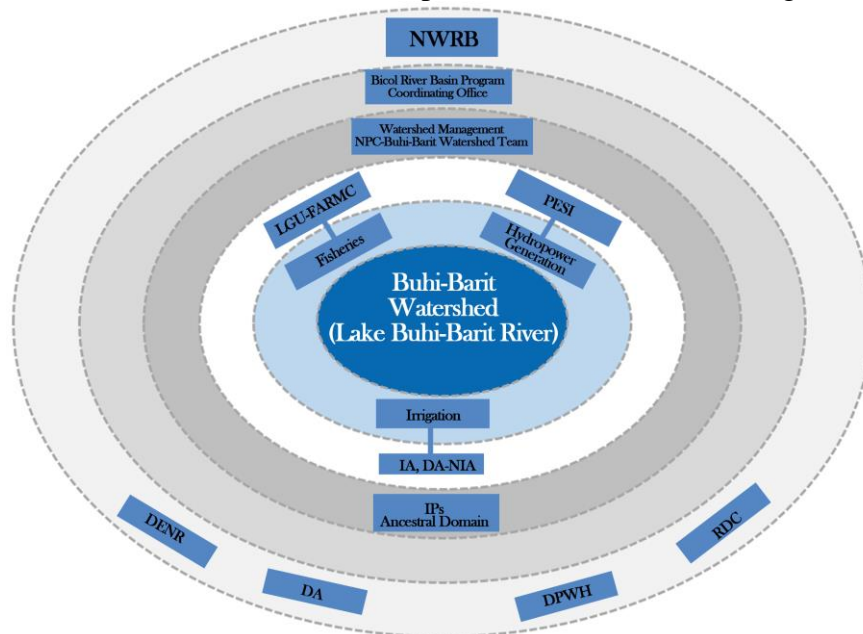 NWRB
Bicol River Basin Program
Coordinating Office
Watershed Management
NPC-Buhi-Barit Watershed Team
LGU-FARMC
PESI
Fisheries
Hydropower
Generation
Buhi-Barit
Watershed
(Lake Buhi-Barit River)
Irrigation
IA, DA-NIA
IPs
Ancestral Domain
DENR
RDC
DA
DPWH